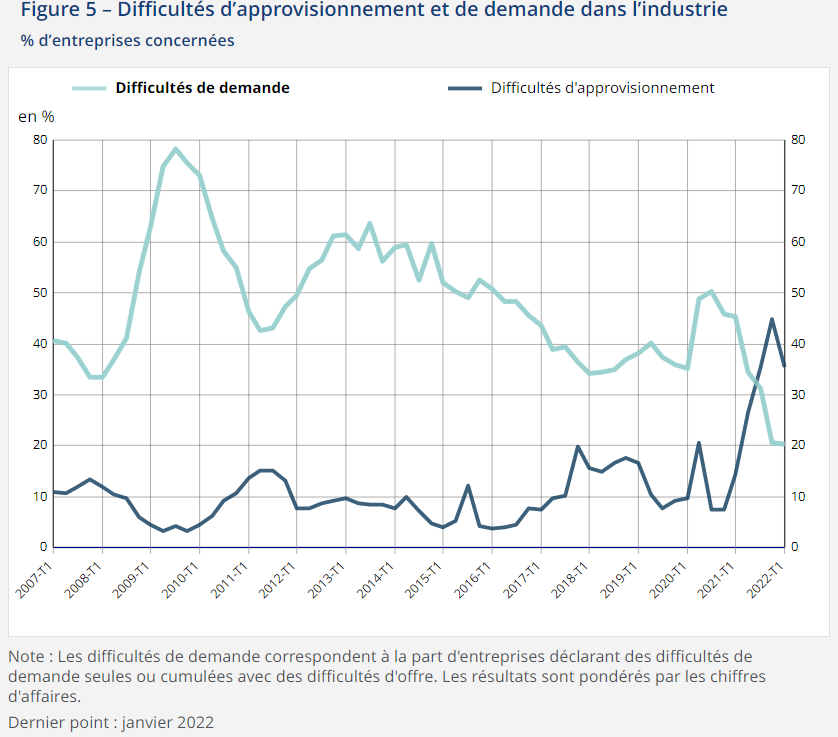 Figure 5 – Difficultés d’approvisionnement et de demande dans l’industrie
% d’entreprises concernées
Difficultés de demande
Difficultés d'approvisionnement
en %
80 80
70 70
60 60
50 50
40 40
30 30
20 20
10 10
0 0
2007-T1 2008-T1 2009-T1 2010-T1 2011-T1 2012-T1 2013-T1 2014-T1 2015-T1 2016-T1 2017-T1 2018-T1 2019-T1 2020-T1 2021-T1 2022-T1
Note : Les difficultés de demande correspondent à la part d'entreprises déclarant des difficultés de
demande seules ou cumulées avec des difficultés d'offre. Les résultats sont pondérés par les chiffres
d'affaires.
Dernier point : janvier 2022